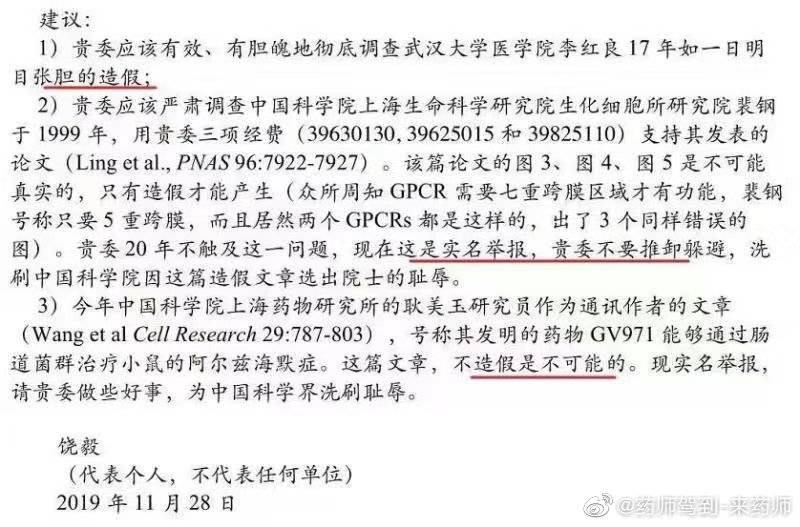 建议：
1）贵委应该有效、有胆魄地彻底调查武汉大学医学院李红良 17 年如一日明
目张胆的造假；
2）贵委应该严肃调查中国科学院上海生命科学研究院生化细胞所研究院裴钢
于 1999 年，用贵委三项经费（39630130, 39625015 和 39825110）支持其发表的
论文（Ling et al., PNAS 96:7922-7927）。该篇论文的图 3、图 4、图 5 是不可能
真实的，只有造假才能产生（众所周知 GPCR 需要七重跨膜区域才有功能，裴钢
号称只要 5 重跨膜，而且居然两个 GPCRs 都是这样的，出了 3 个同样错误的
图）。贵委 20 年不触及这一问题，现在这是实名举报，贵委不要推卸躲避，洗
刷中国科学院因这篇造假文章选出院士的耻辱。
3）今年中国科学院上海药物研究所的耿美玉研究员作为通讯作者的文章
（Wang et al Cell Research 29:787-803），号称其发明的药物 GV971 能够通过肠
道菌群治疗小鼠的阿尔兹海默症。这篇文章，不造假是不可能的。现实名举报，
请贵委做些好事，为中国科学界洗刷耻辱。
饶毅
（代表个人，不代表任何单位）
2019 年 11 月 28 日
@药师驾到-来药师